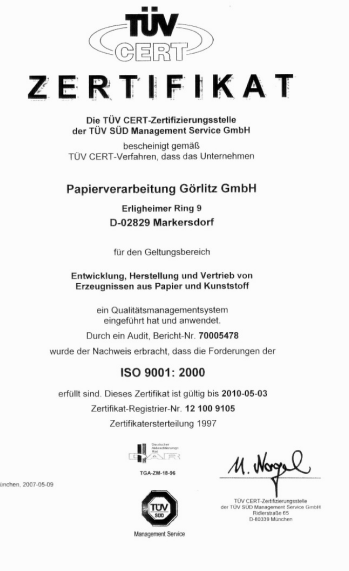 TÜV
CERT
ZERTIFIKAT
Die TÜV CERT-Zertifizierungsstelle
der TÜV SÜD Management Service GmbH
bescheinigt gemäß
TÜV CERT-Verfahren, dass das Unternehmen
Papierverarbeitung Görlitz GmbH
Erligheimer Ring 9
D-02829 Markersdorf
für den Geltungsbereich
Entwicklung, Herstellung und Vertrieb von
Erzeugnissen aus Papier und Kunststoff
ein Qualitätsmanagementsystem
eingeführt hat und anwendet.
Durch ein Audit, Bericht-Nr. 70005478
wurde der Nachweis erbracht, dass die Forderungen der
ISO 9001: 2000
erfüllt sind. Dieses Zertifikat ist gültig bis 2010-05-03
Zertifikat-Registrier-Nr. 12 100 9105
Zertifikatersterteilung 1997
TGA-ZM-18-96
M. Nagel
ünchen, 2007-05-09
TÜV
SÜD
Management Service
TÜV CERT-Zertifizierungsstelle
der TÜV SÜD Management Service GmbH
Ridlerstraße 65
D-80339 München